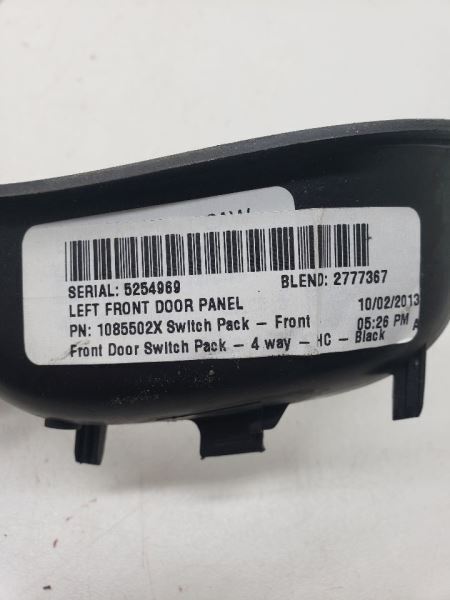 SERIAL: 5254969 BLEND: 2777367
LEFT FRONT DOOR PANEL 10/02/2013
PN: 1085502X Switch Pack - Front 05:26 PM
Front Door Switch Pack - 4 way - HC - Black A